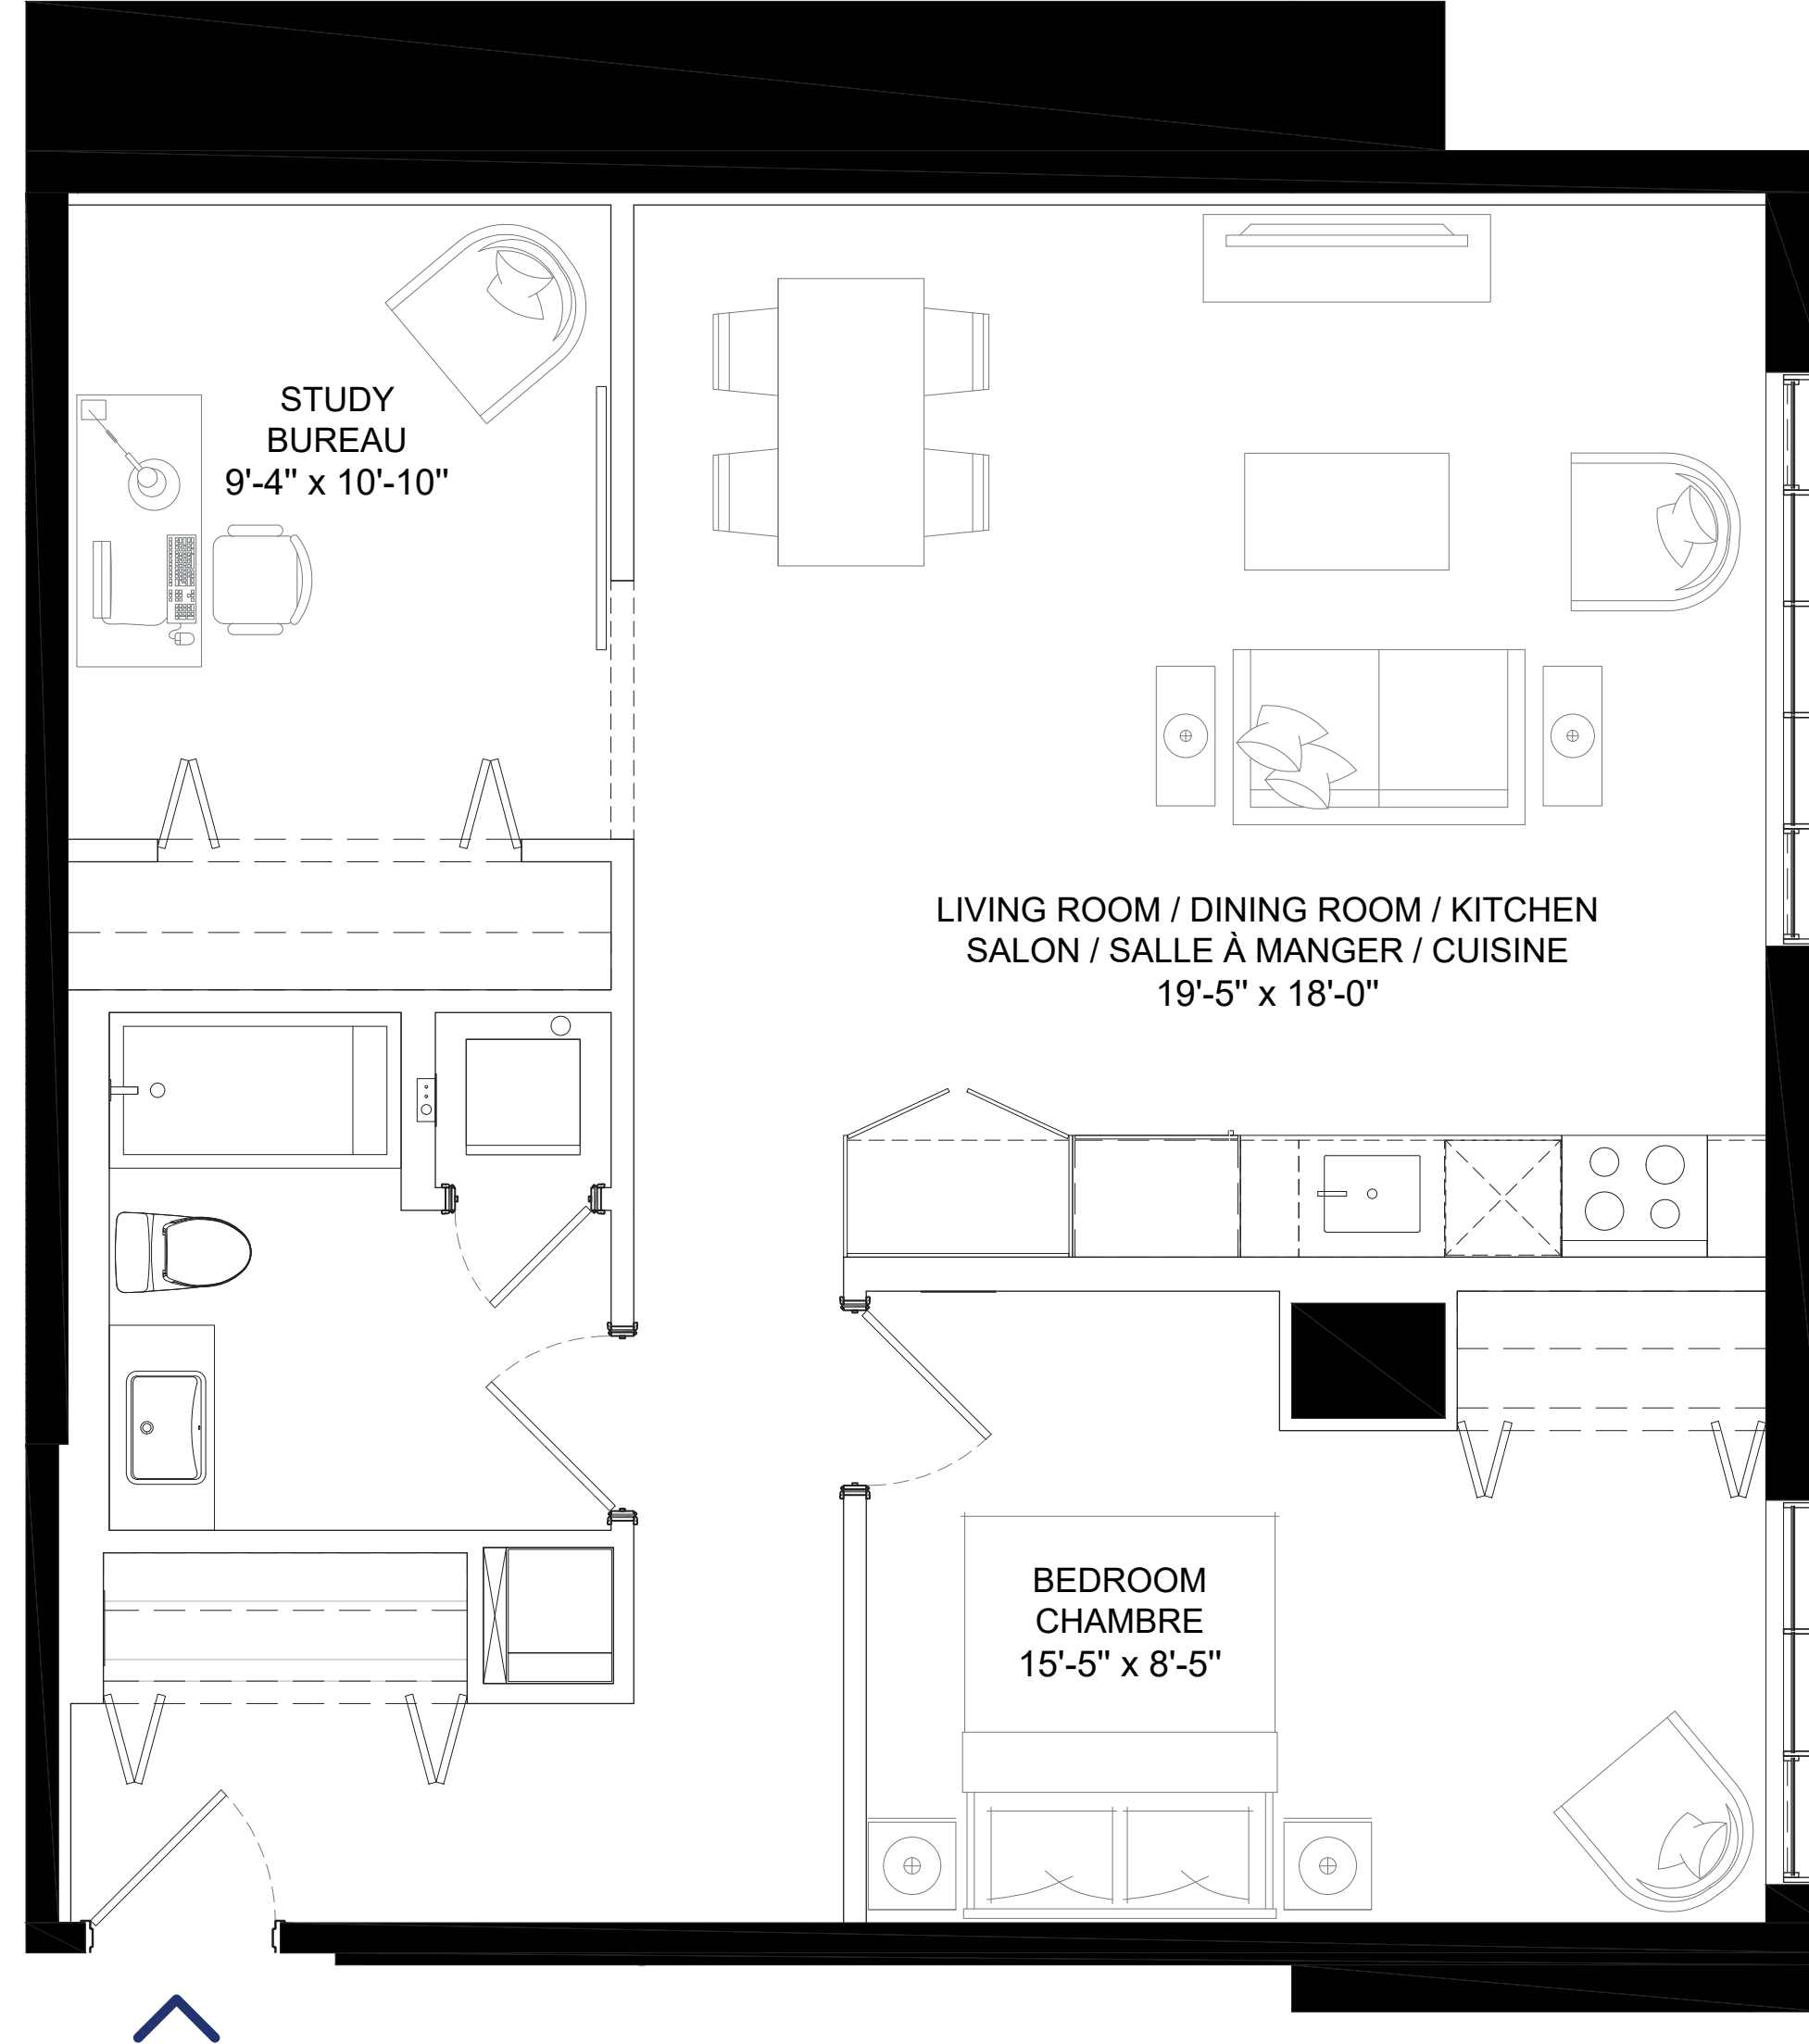 STUDY
BUREAU
9'-4" x 10'-10"
LIVING ROOM / DINING ROOM / KITCHEN
SALON / SALLE À MANGER / CUISINE
19'-5" x 18'-0"
BEDROOM
CHAMBRE
15'-5" x 8'-5"